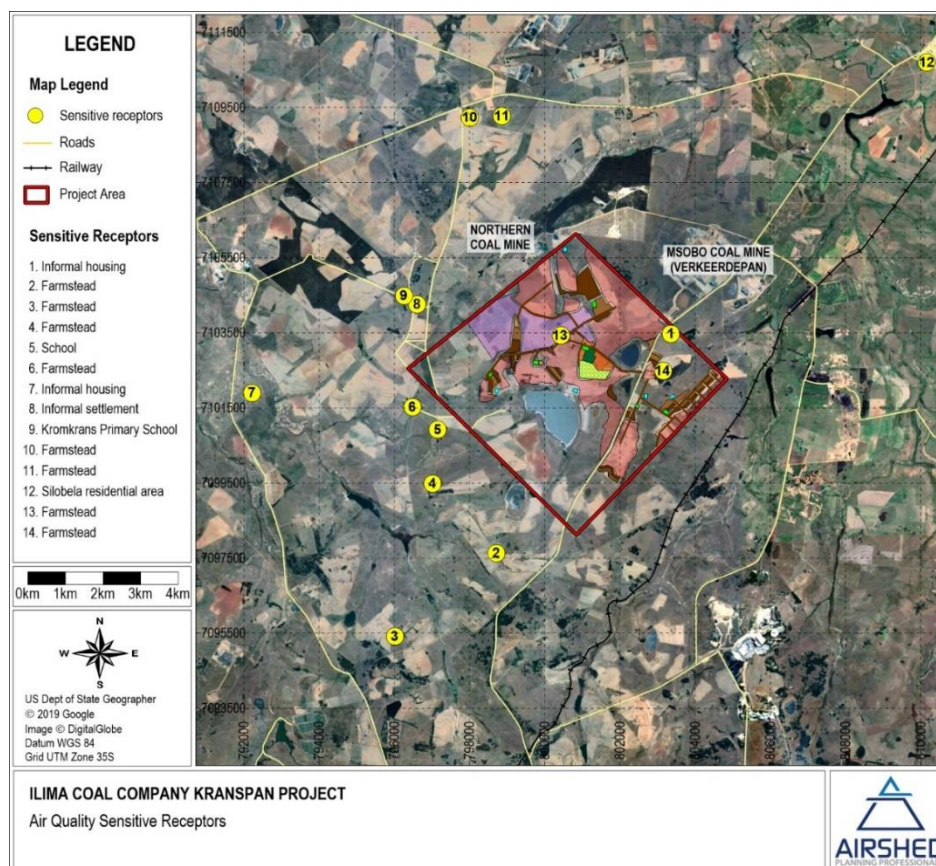 LEGEND
Map Legend
Sensitive receptors
Roads
Railway
Project Area
Sensitive Receptors
1. Informal housing
2. Farmstead
3. Farmstead
4. Farmstead
5. School
6. Farmstead
7. Informal housing
8. Informal settlement
9. Kromkrans Primary School
10. Farmstead
11. Farmstead
12. Silobela residential area
13. Farmstead
14. Farmstead
0km 1km 2km 3km 4km
N
W E
S
US Dept of State Geographer
© 2019 Google
Image © DigitalGlobe
Datum WGS 84
Grid UTM Zone 35S
7111500
12
7109500
10
11
7107500
NORTHERN
COAL MINE
MSOBO COAL MINE
(VERKEERDEPAN)
7105500
9
8
7103500
1
13
14
7
7101500
6
5
7099500
4
7097500
2
7095500
3
7093500
792000
794000
796000
798000
800000
802000
804000
806000
808000
810000
ILIMA COAL COMPANY KRANSPAN PROJECT
Air Quality Sensitive Receptors
AIRSHED
PLANNING PROFESSIONAL